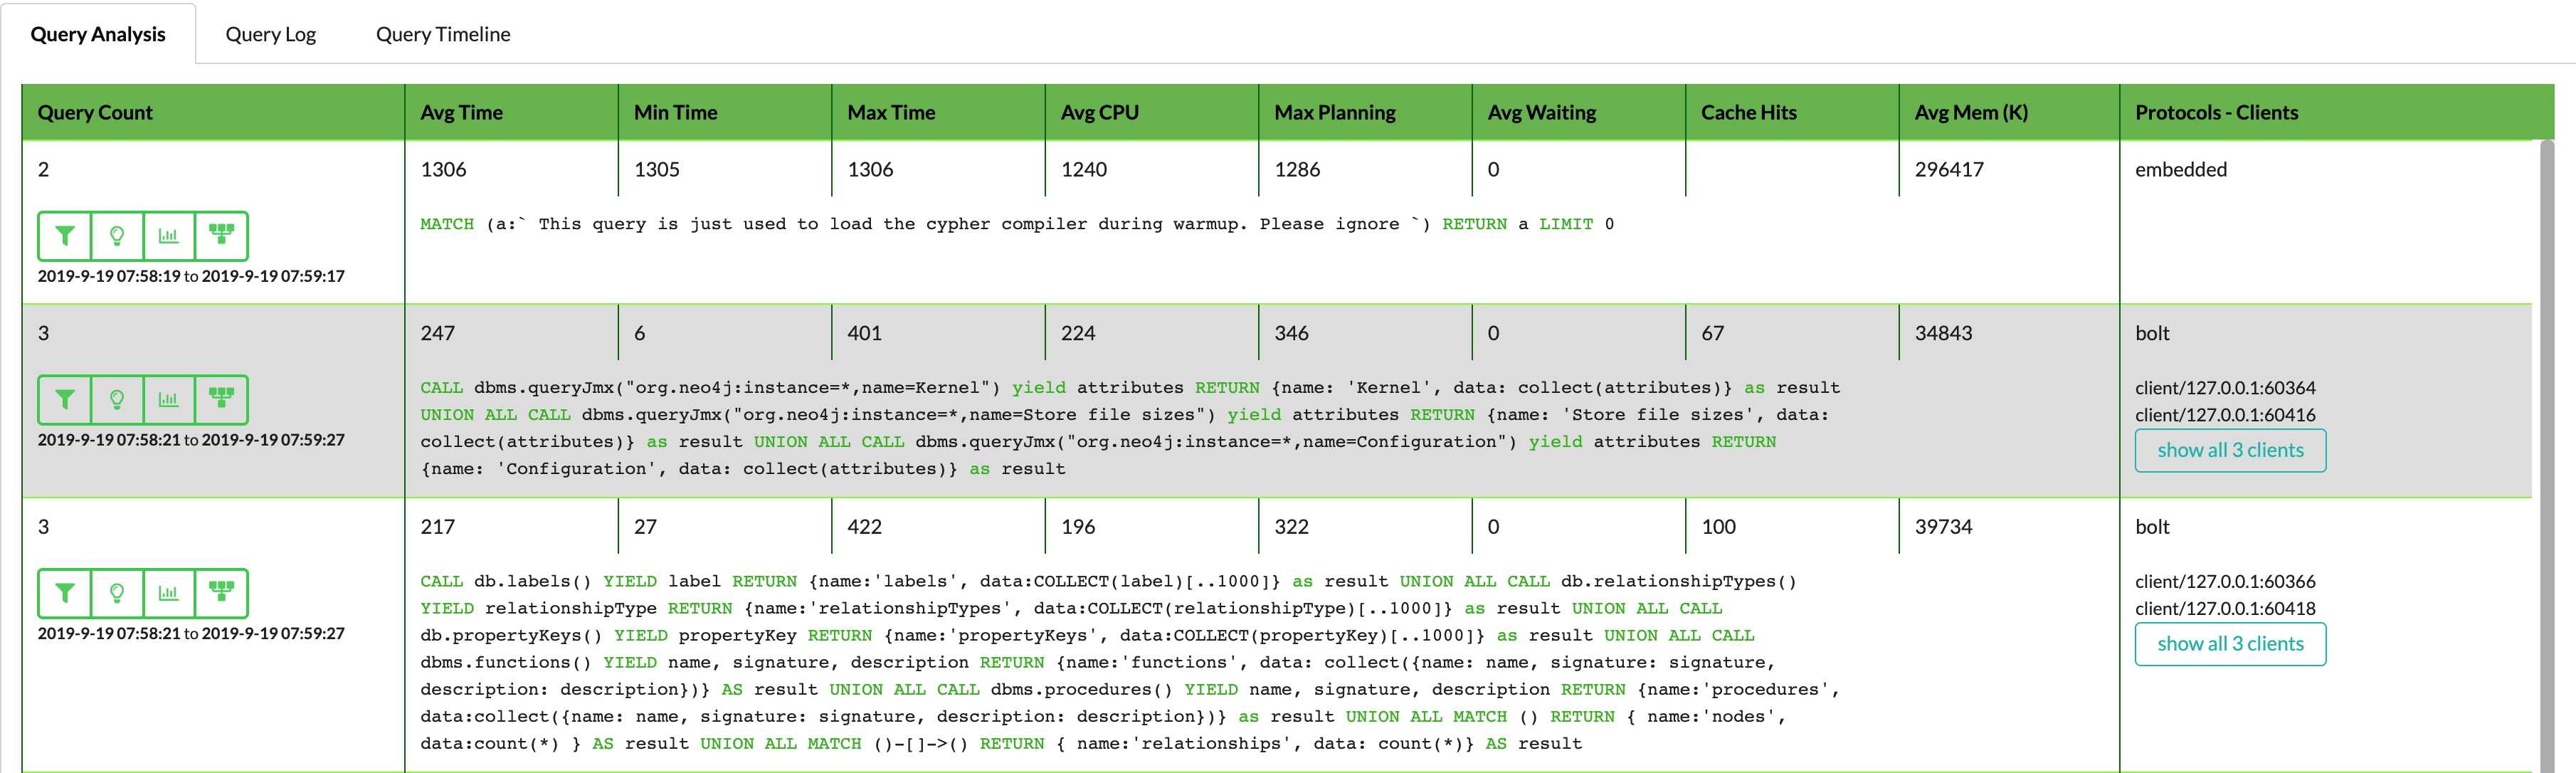 Query Analysis Query Log Query Timeline
Query Count Avg Time Min Time Max Time Avg CPU Max Planning Avg Waiting Cache Hits Avg Mem (K) Protocols - Clients
2 1306 1305 1306 1240 1286 0 296417 embedded
MATCH (a:` This query is just used to load the cypher compiler during warmup. Please ignore `) RETURN a LIMIT 0
2019-9-19 07:58:19 to 2019-9-19 07:59:17
3 247 6 401 224 346 0 67 34843 bolt
CALL dbms.queryJmx("org.neo4j:instance=*,name=Kernel") yield attributes RETURN {name: 'Kernel', data: collect(attributes)} as result
UNION ALL CALL dbms.queryJmx("org.neo4j:instance=*,name=Store file sizes") yield attributes RETURN {name: 'Store file sizes', data:
collect(attributes)} as result UNION ALL CALL dbms.queryJmx("org.neo4j:instance=*,name=Configuration") yield attributes RETURN
{name: 'Configuration', data: collect(attributes)} as result
2019-9-19 07:58:21 to 2019-9-19 07:59:27
client/127.0.0.1:60364
client/127.0.0.1:60416
show all 3 clients
3 217 27 422 196 322 0 100 39734 bolt
CALL db.labels() YIELD label RETURN {name:'labels', data:COLLECT(label)[..1000]} as result UNION ALL CALL db.relationshipTypes()
YIELD relationshipType RETURN {name:'relationshipTypes', data:COLLECT(relationshipType)[..1000]} as result UNION ALL CALL
db.propertyKeys() YIELD propertyKey RETURN {name:'propertyKeys', data:COLLECT(propertyKey)[..1000]} as result UNION ALL CALL
dbms.functions() YIELD name, signature, description RETURN {name:'functions', data: collect({name: name, signature: signature,
description: description})} AS result UNION ALL CALL dbms.procedures() YIELD name, signature, description RETURN {name:'procedures',
data:collect({name: name, signature: signature, description: description})} as result UNION ALL MATCH () RETURN { name:'nodes',
data:count(*) } AS result UNION ALL MATCH ()-[]->() RETURN { name:'relationships', data: count(*)} AS result
2019-9-19 07:58:21 to 2019-9-19 07:59:27
client/127.0.0.1:60366
client/127.0.0.1:60418
show all 3 clients